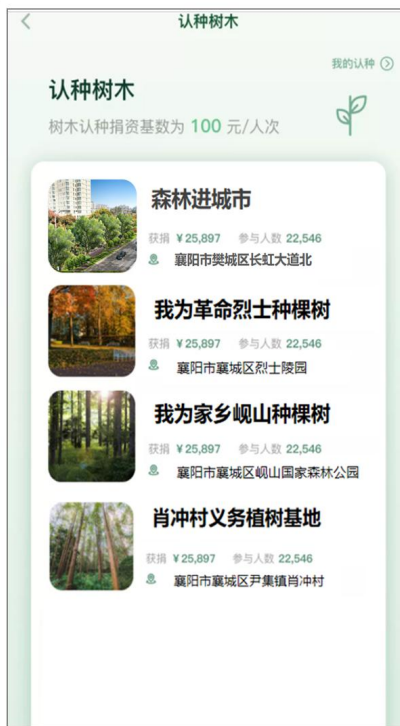 认种树木
我的认种
认种树木
树木认种捐资基数为 100 元/人次
森林进城市
获捐 ¥25,897 参与人数 22,546
襄阳市樊城区长虹大道北
我为革命烈士种棵树
获捐 ¥25,897 参与人数 22,546
襄阳市襄城区烈士陵园
我为家乡岘山种棵树
获捐 ¥25,897 参与人数 22,546
襄阳市襄城区岘山国家森林公园
肖冲村义务植树基地
获捐 ¥25,897 参与人数 22,546
襄阳市襄城区尹集镇肖冲村